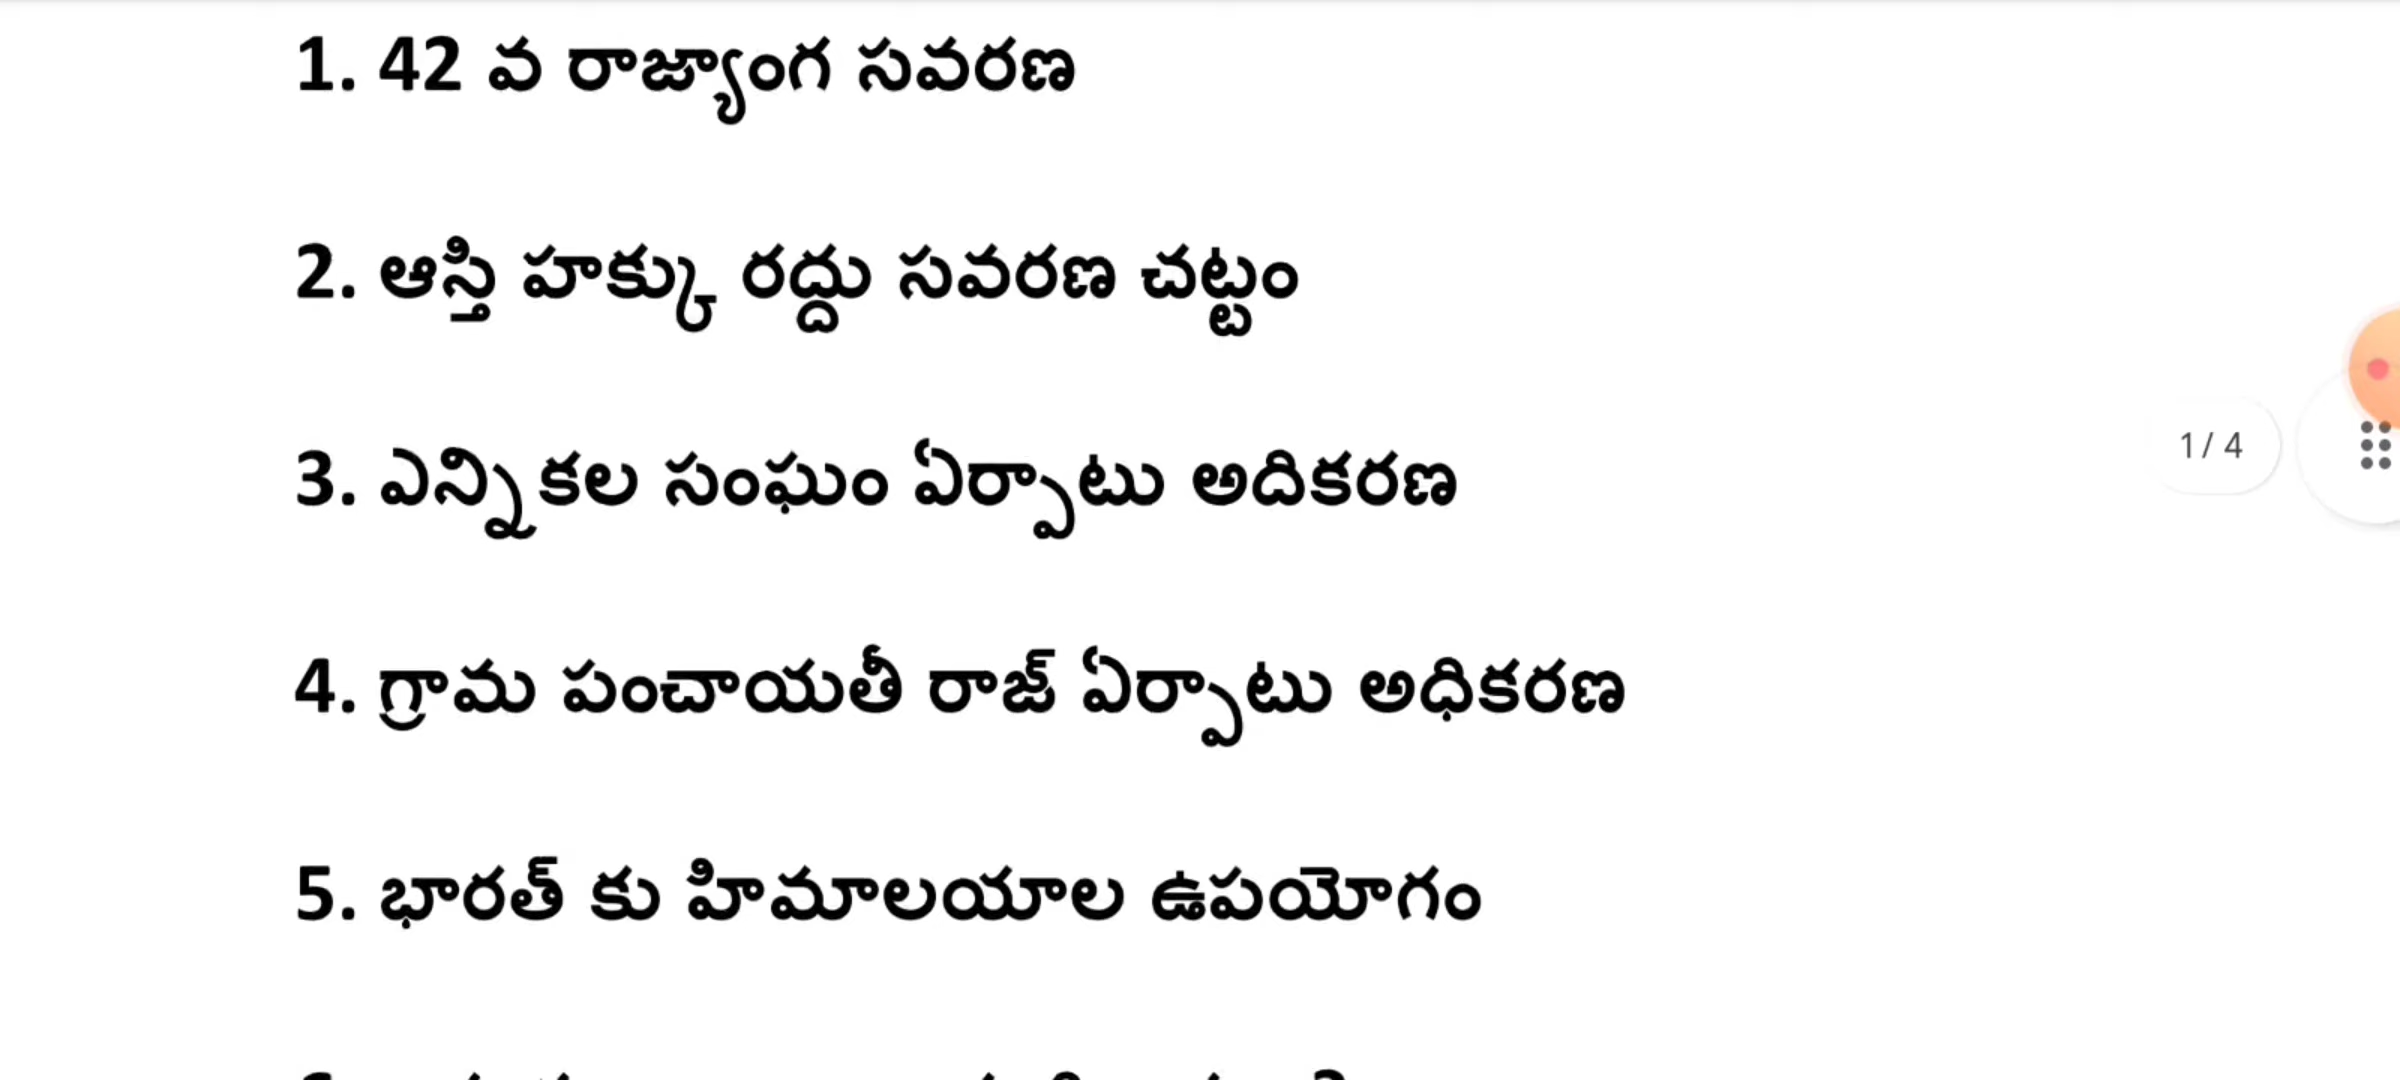 1. 42 వ రాజ్యాంగ సవరణ
2. ఆస్తి హక్కు రద్దు సవరణ చట్టం
3. ఎన్నికల సంఘం ఏర్పాటు అదికరణ
1 / 4
4. గ్రామ పంచాయతీ రాజ్ ఏర్పాటు అధికరణ
5. భారత్ కు హిమాలయాల ఉపయోగం